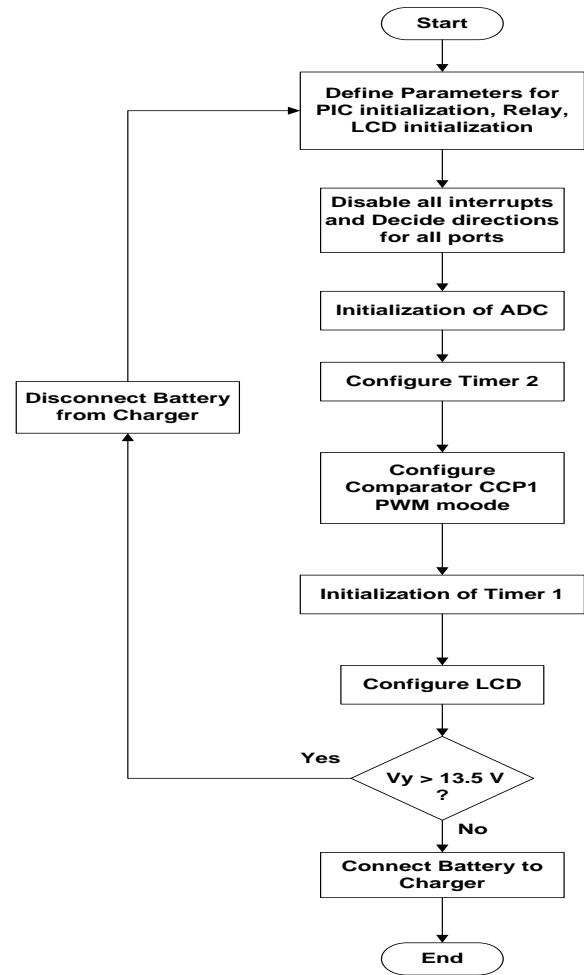 Start
Define Parameters for
PIC initialization, Relay,
LCD initialization
Disable all interrupts
and Decide directions
for all ports
Initialization of ADC
Configure Timer 2
Disconnect Battery
from Charger
Configure
Comparator CCP1
PWM moode
Initialization of Timer 1
Configure LCD
Yes
Vy > 13.5 V
?
No
Connect Battery to
Charger
End